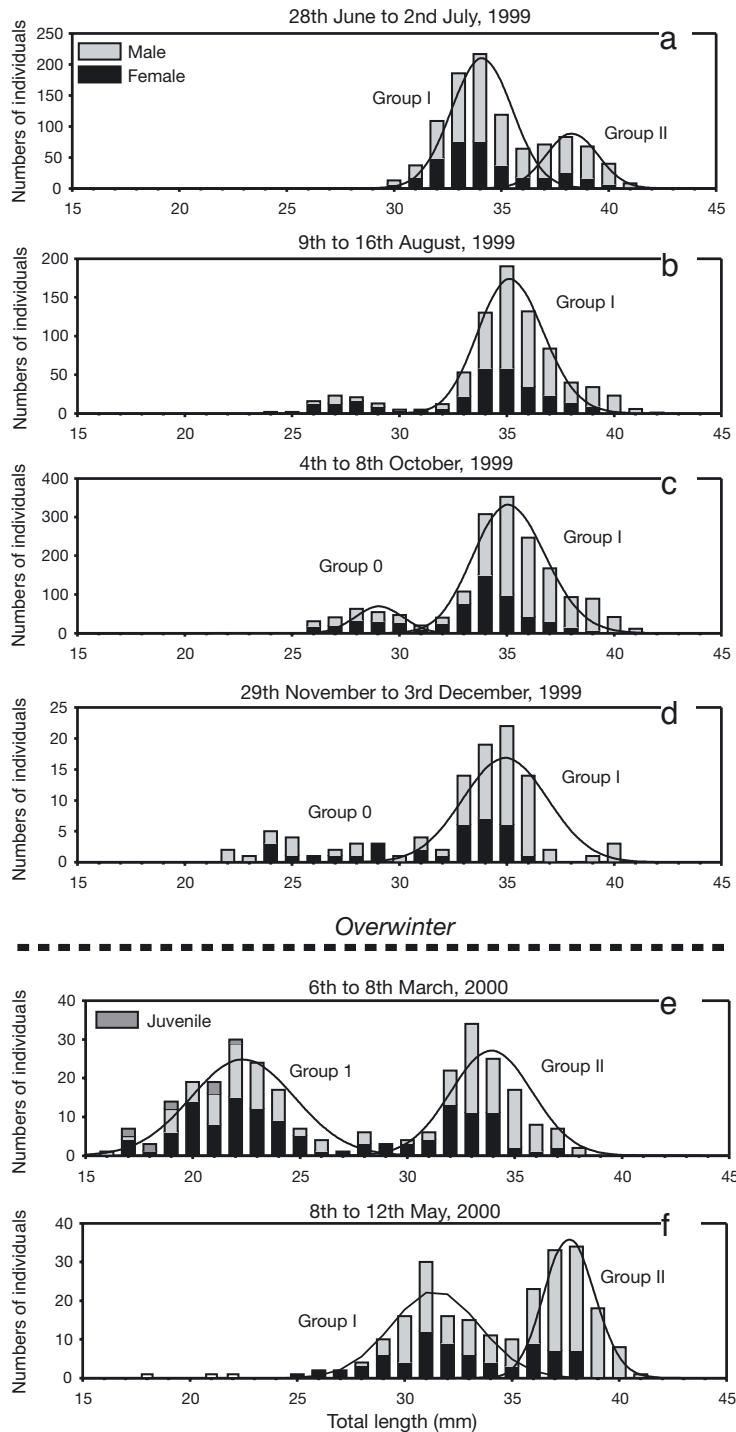 28th June to 2nd July, 1999
a
Numbers of individuals
250
200
150
100
50
0
Male
Female
Group I
Group II
15 20 25 30 35 40 45
9th to 16th August, 1999
b
Numbers of individuals
200
150
100
50
0
Group I
15 20 25 30 35 40 45
4th to 8th October, 1999
c
Numbers of individuals
400
300
200
100
0
Group 0
Group I
15 20 25 30 35 40 45
29th November to 3rd December, 1999
d
Numbers of individuals
25
20
15
10
5
0
Group 0
Group I
15 20 25 30 35 40 45
Overwinter
6th to 8th March, 2000
e
Numbers of individuals
40
30
20
10
0
Juvenile
Group 1
Group II
15 20 25 30 35 40 45
8th to 12th May, 2000
f
Numbers of individuals
40
30
20
10
0
Group I
Group II
15 20 25 30 35 40 45
Total length (mm)